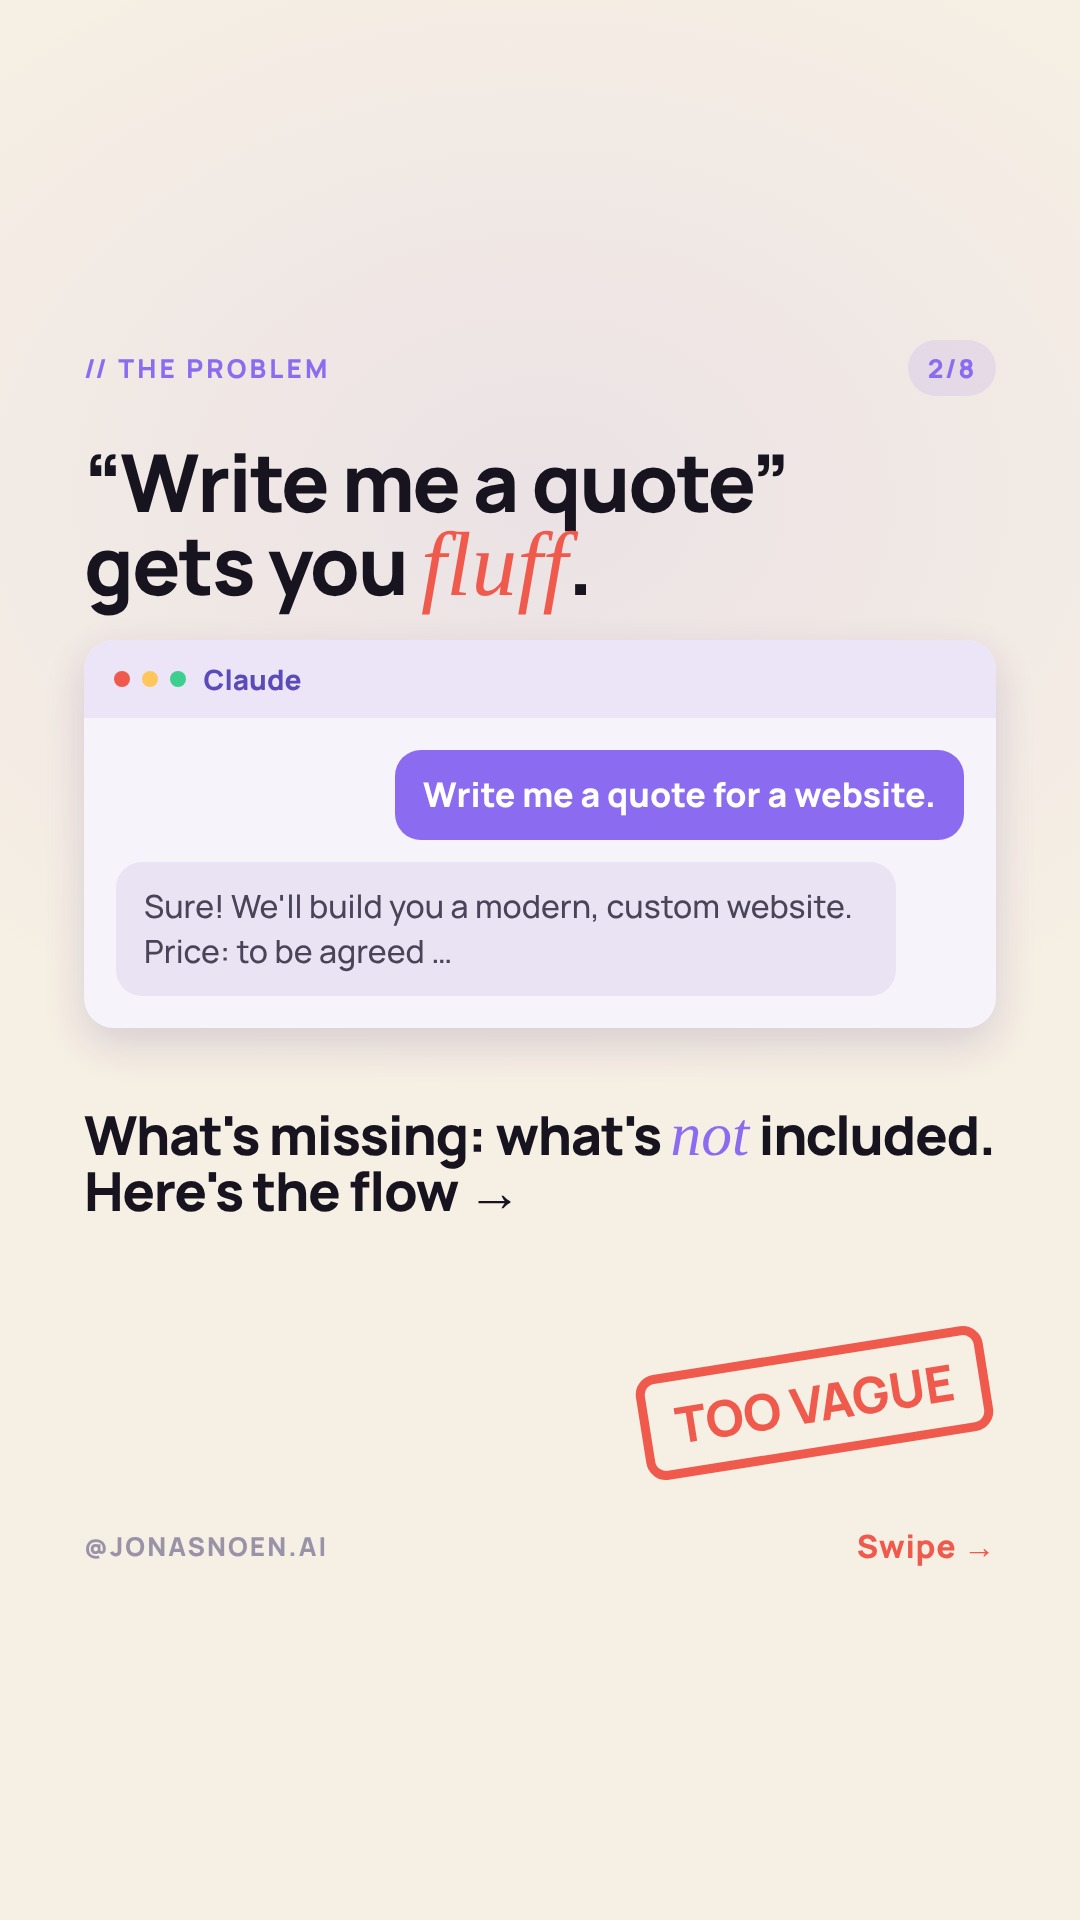 // THE PROBLEM
2/8
“Write me a quote”
gets you fluff.
Claude
Write me a quote for a website.
Sure! We'll build you a modern, custom website.
Price: to be agreed ...
What's missing: what's not included.
Here's the flow →
TOO VAGUE
@JONASNOEN.AI
Swipe →